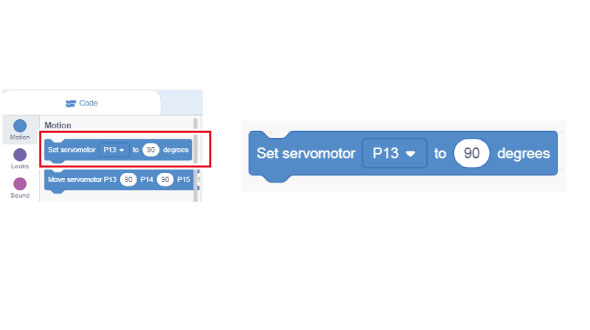 Code
Motion
Motion
Set servomotor P13 to 90 degrees
Looks
Move servomotor P13 90 P14 90 P15
Sound
Set servomotor P13 to 90 degrees